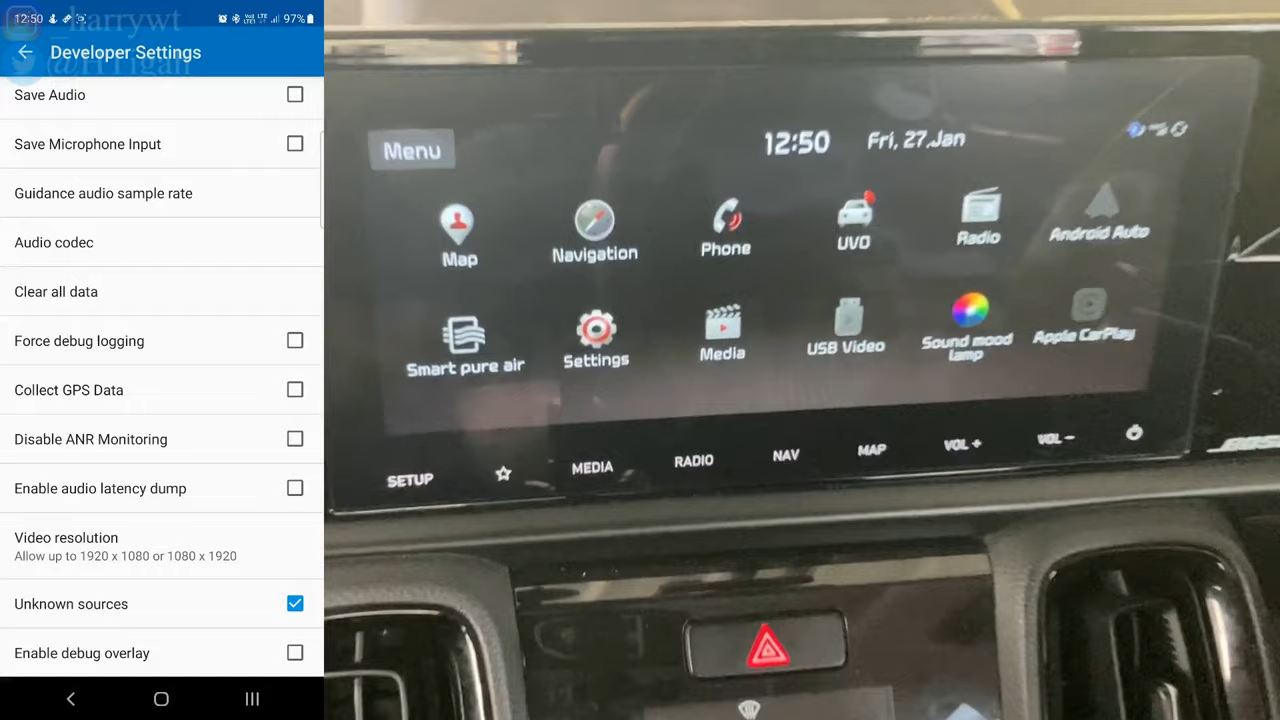 12:50
97%
_harrywt
Developer Settings
Save Audio
Save Microphone Input
Guidance audio sample rate
Audio codec
Clear all data
Force debug logging
Collect GPS Data
Disable ANR Monitoring
Enable audio latency dump
Video resolution
Allow up to 1920 x 1080 or 1080 x 1920
Unknown sources
Enable debug overlay
Menu
12:50
Fri, 27.Jan
Map
Navigation
Phone
UVO
Radio
Android Auto
Smart pure air
Settings
Media
USB Video
Sound mood
lamp
Apple CarPlay
SETUP
MEDIA
RADIO
NAV
MAP
VOL +
VOL -